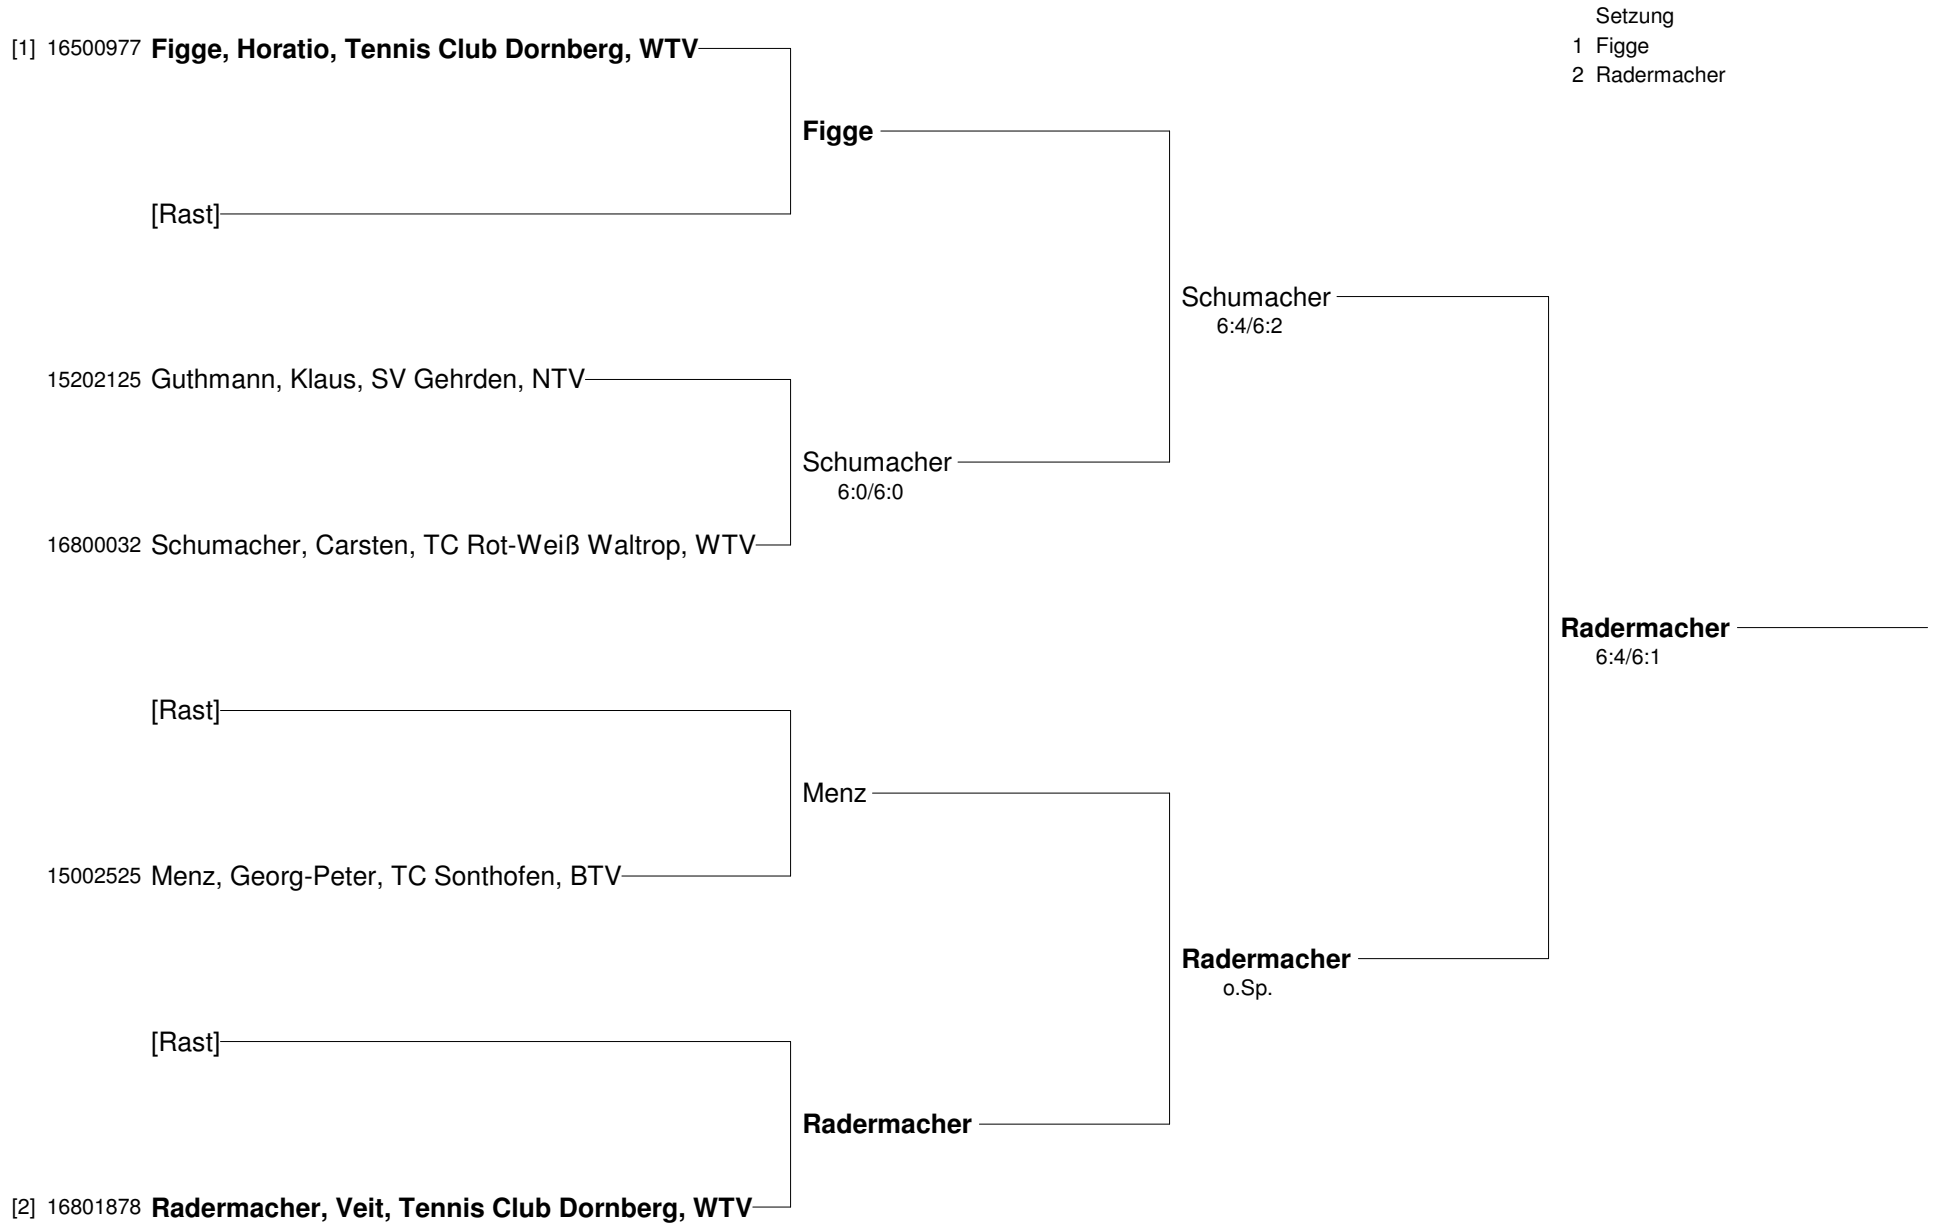 Setzung
1 Figge
2 Radermacher
[1] 16500977 Figge, Horatio, Tennis Club Dornberg, WTV
Figge
[Rast]
Schumacher
6:4/6:2
15202125 Guthmann, Klaus, SV Gehrden, NTV
Schumacher
6:0/6:0
16800032 Schumacher, Carsten, TC Rot-Weiß Waltrop, WTV
Radermacher
6:4/6:1
[Rast]
Menz
15002525 Menz, Georg-Peter, TC Sonthofen, BTV
Radermacher
o.Sp.
[Rast]
Radermacher
[2] 16801878 Radermacher, Veit, Tennis Club Dornberg, WTV